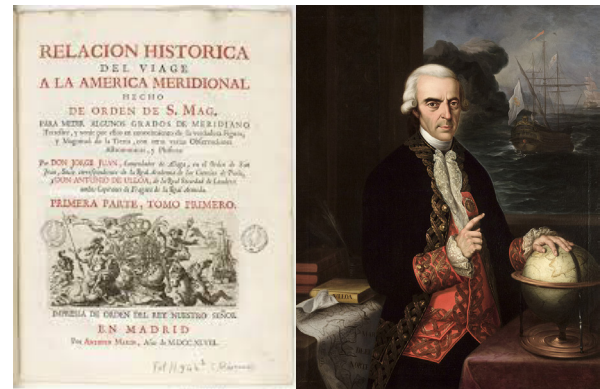 RELACION HISTORICA
DEL VIAGE
A LA AMERICA MERIDIONAL
HECHO
DE ORDEN DE S. MAG.
PARA MEDIR ALGUNOS GRADOS DE MERIDIANO
Terrestre, y venir por ellos en conocimiento de la verdadera Figura,
y Magnitud de la Tierra, con otras varias Observaciones
Astronomicas, y Phisicas:
Por DON JORGE JUAN, Comendador de Aliaga, en el Orden de San
Juan, Socio correspondiente de la Real Academia de las Ciencias de Paris,
y DON ANTONIO DE ULLOA, de la Real Sociedad de Londres:
ambos Capitanes de Fragata de la Real Armada.
PRIMERA PARTE, TOMO PRIMERO.
IMPRESSA DE ORDEN DEL REY NUESTRO SEÑOR
EN MADRID
Por ANTONIO MARIN, Año de M.DCC.XLVIII.
ULLOA